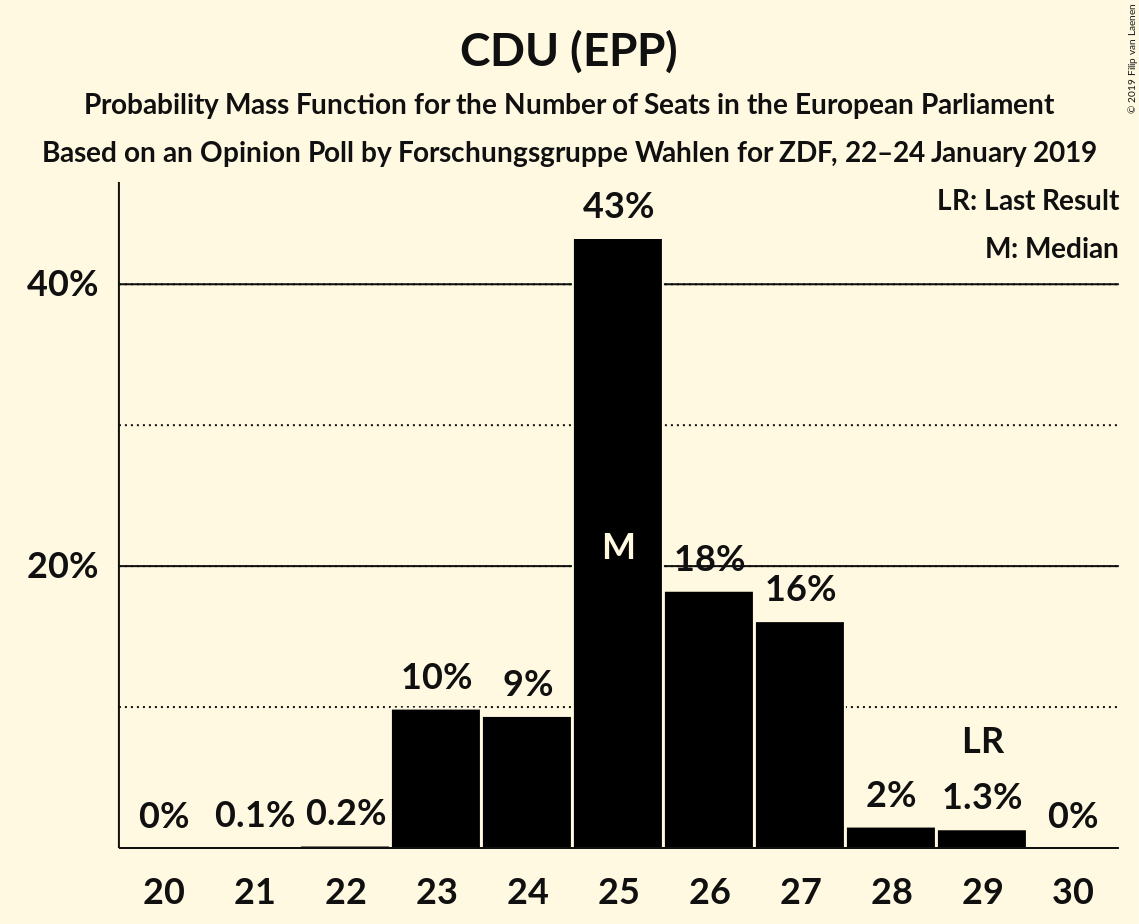 CDU (EPP)
Probability Mass Function for the Number of Seats in the European Parliament
Based on an Opinion Poll by Forschungsgruppe Wahlen for ZDF, 22–24 January 2019
© 2019 Filip van Laenen
LR: Last Result
M: Median
40%
20%
0%
0.1%
0.2%
10%
9%
43%
M
18%
16%
2%
LR
1.3%
0%
20 21 22 23 24 25 26 27 28 29 30